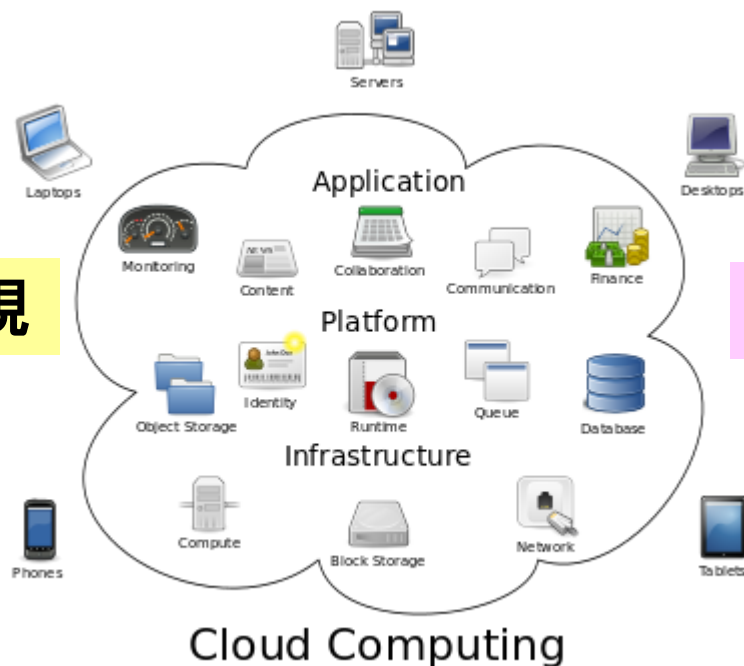 Servers
Laptops
Desktops
Application
Monitoring
Content
Collaboration
Communication
Finance
現
Platform
Object Storage
Identity
Runtime
Queue
Database
Infrastructure
Compute
Block Storage
Network
Phones
Tablets
Cloud Computing